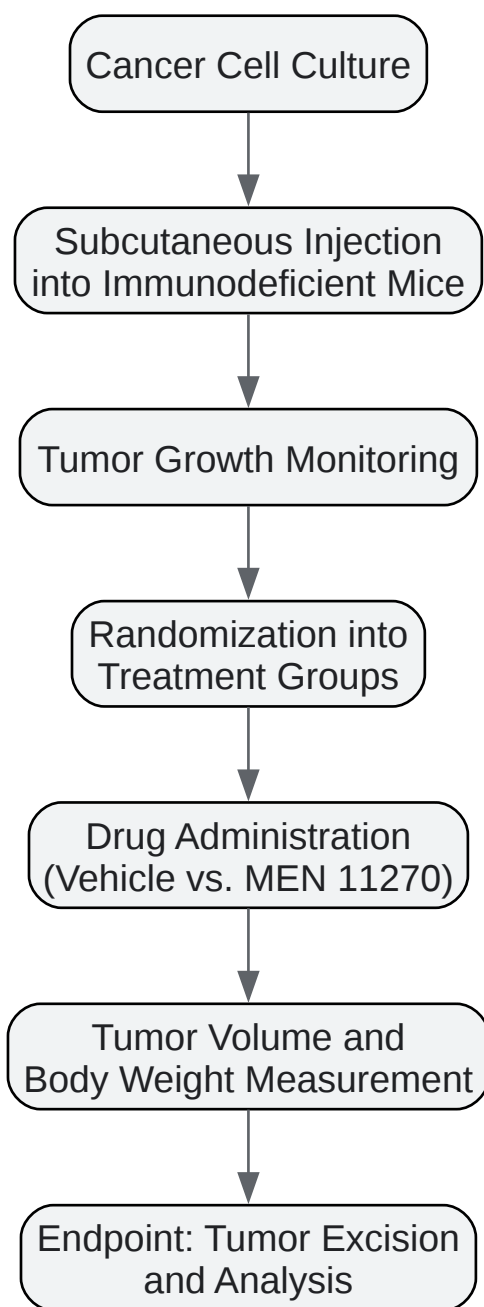 Cancer Cell Culture
Subcutaneous Injection
into Immunodeficient Mice
Tumor Growth Monitoring
Randomization into
Treatment Groups
Drug Administration
(Vehicle vs. MEN 11270)
Tumor Volume and
Body Weight Measurement
Endpoint: Tumor Excision
and Analysis